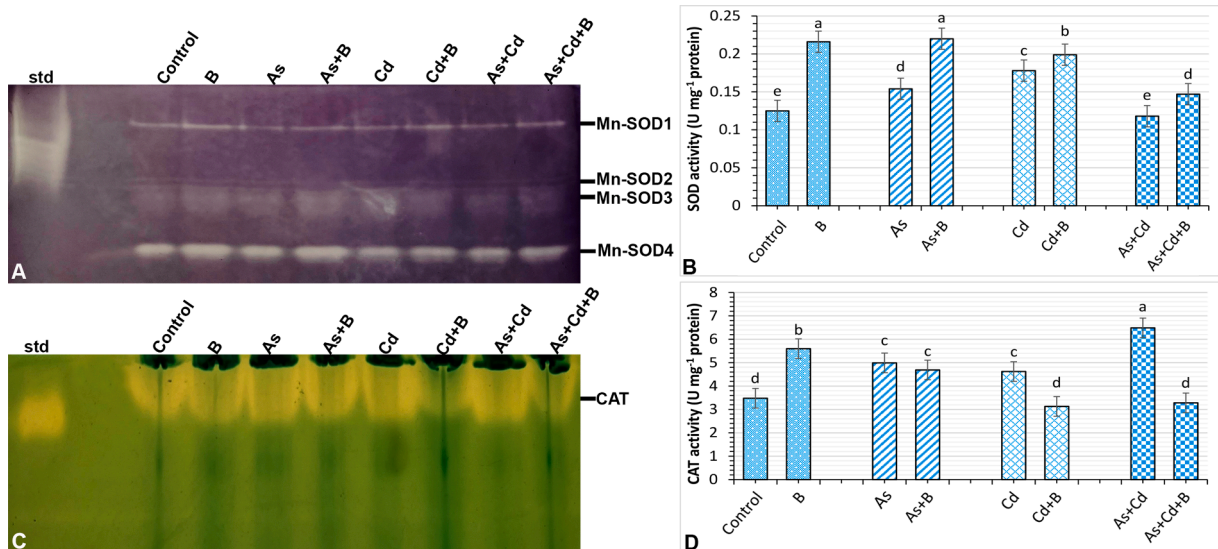 std Control B As As+B Cd Cd+B As+Cd As+Cd+B
Mn-SOD1
Mn-SOD2
Mn-SOD3
Mn-SOD4
A
SOD activity (U mg⁻¹ protein)
0.25
0.2
0.15
0.1
0.05
0
e a d a c b e d
Control B As As+B Cd Cd+B As+Cd As+Cd+B
B
std Control B As As+B Cd Cd+B As+Cd As+Cd+B
CAT
C
CAT activity (U mg⁻¹ protein)
8
7
6
5
4
3
2
1
0
d b c c c d a d
Control B As As+B Cd Cd+B As+Cd As+Cd+B
D